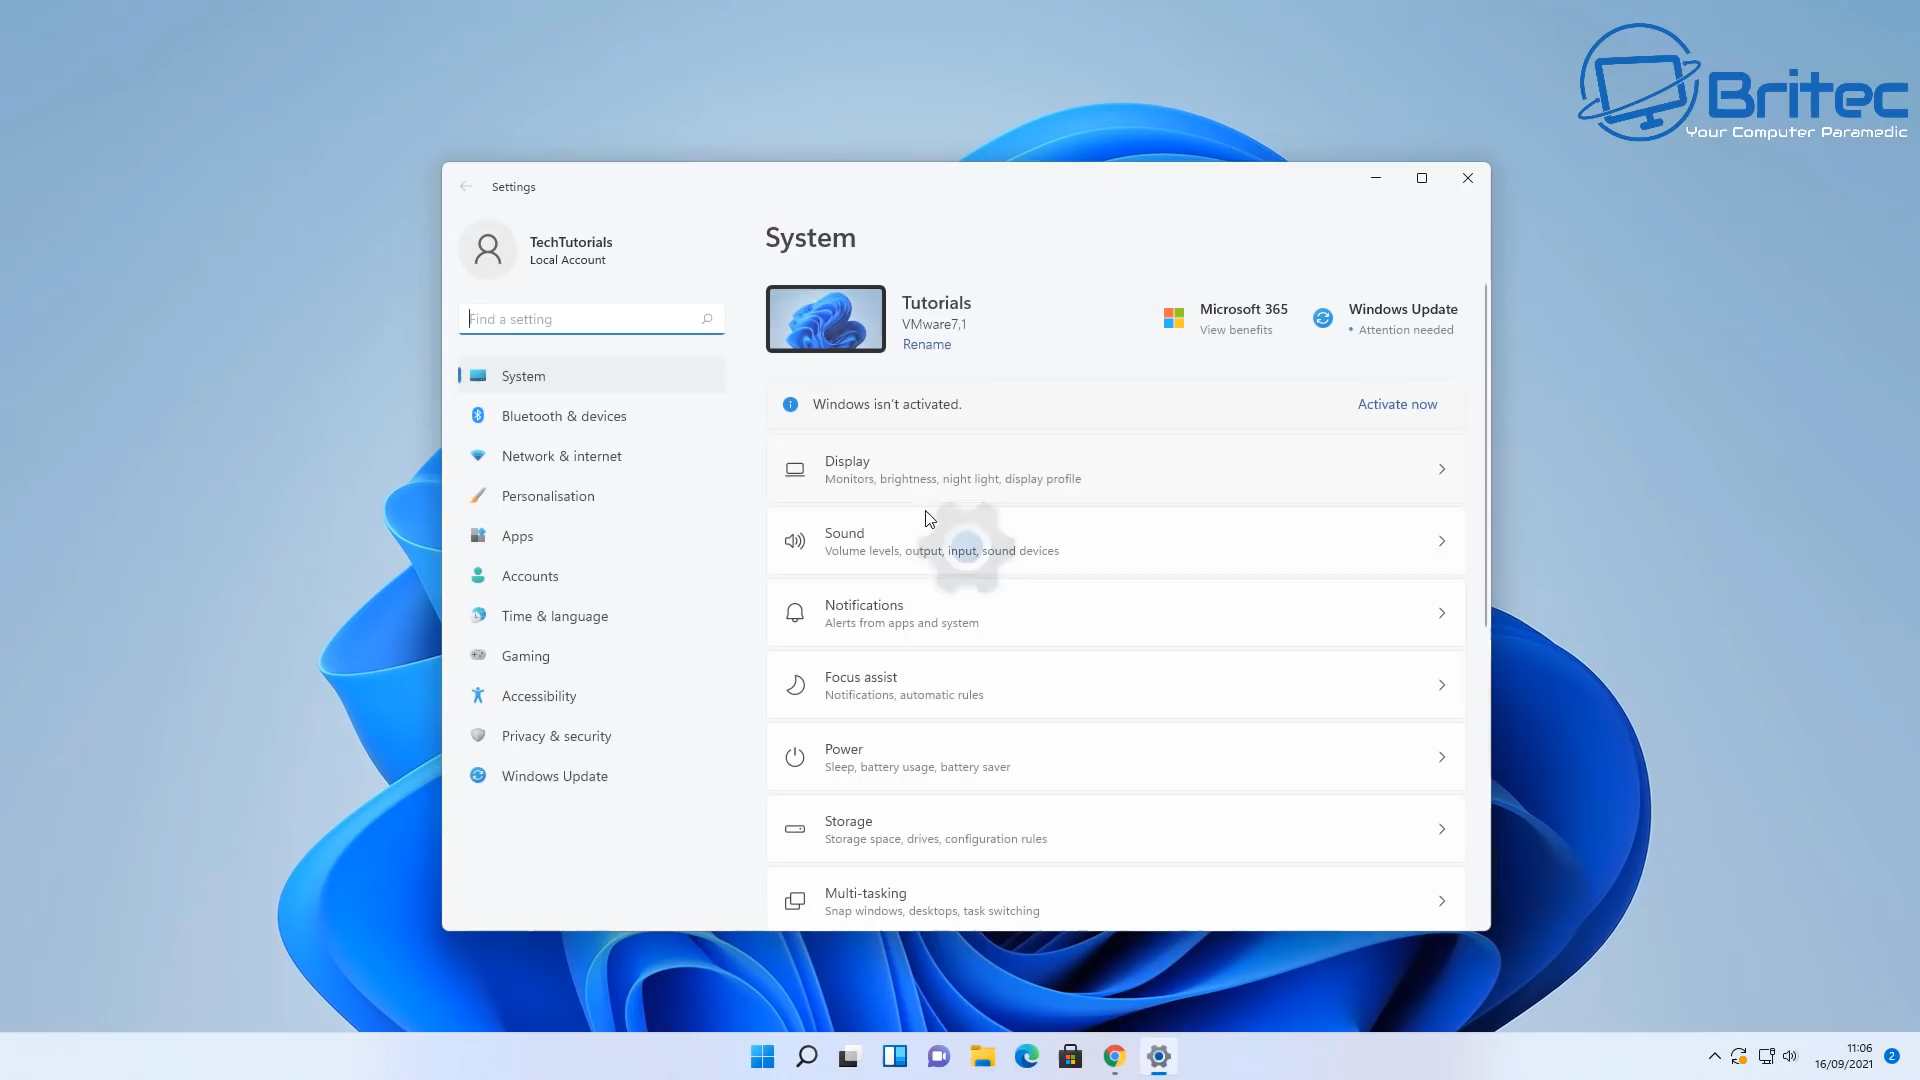 Britec
Your Computer Paramedic
Settings
TechTutorials
Local Account
Find a setting
System
Bluetooth & devices
Network & internet
Personalisation
Apps
Accounts
Time & language
Gaming
Accessibility
Privacy & security
Windows Update
System
Tutorials
VMware7,1
Rename
Microsoft 365
View benefits
Windows Update
• Attention needed
Windows isn't activated.
Activate now
Display
Monitors, brightness, night light, display profile
Sound
Volume levels, output, input, sound devices
Notifications
Alerts from apps and system
Focus assist
Notifications, automatic rules
Power
Sleep, battery usage, battery saver
Storage
Storage space, drives, configuration rules
Multi-tasking
Snap windows, desktops, task switching
11:06
16/09/2021
2